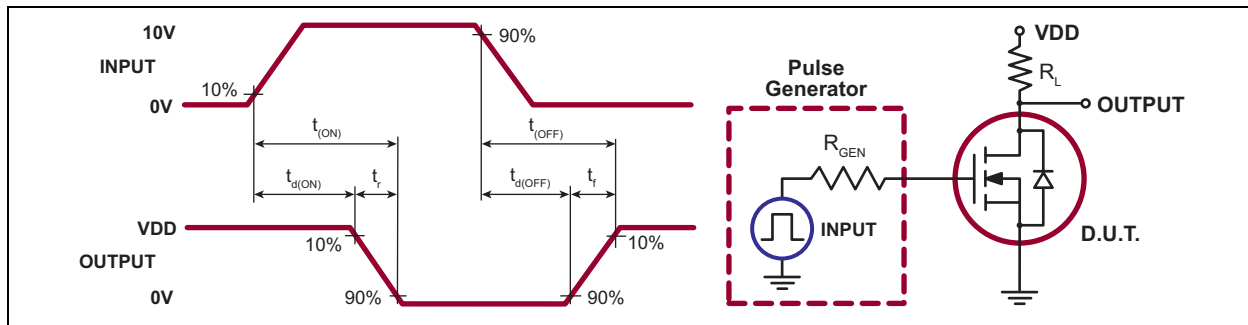 10V
INPUT
0V
10%
90%
t(ON)
t(OFF)
td(ON)
tr
td(OFF)
tf
VDD
OUTPUT
0V
10%
90%
90%
10%
Pulse
Generator
RGEN
INPUT
VDD
RL
OUTPUT
D.U.T.